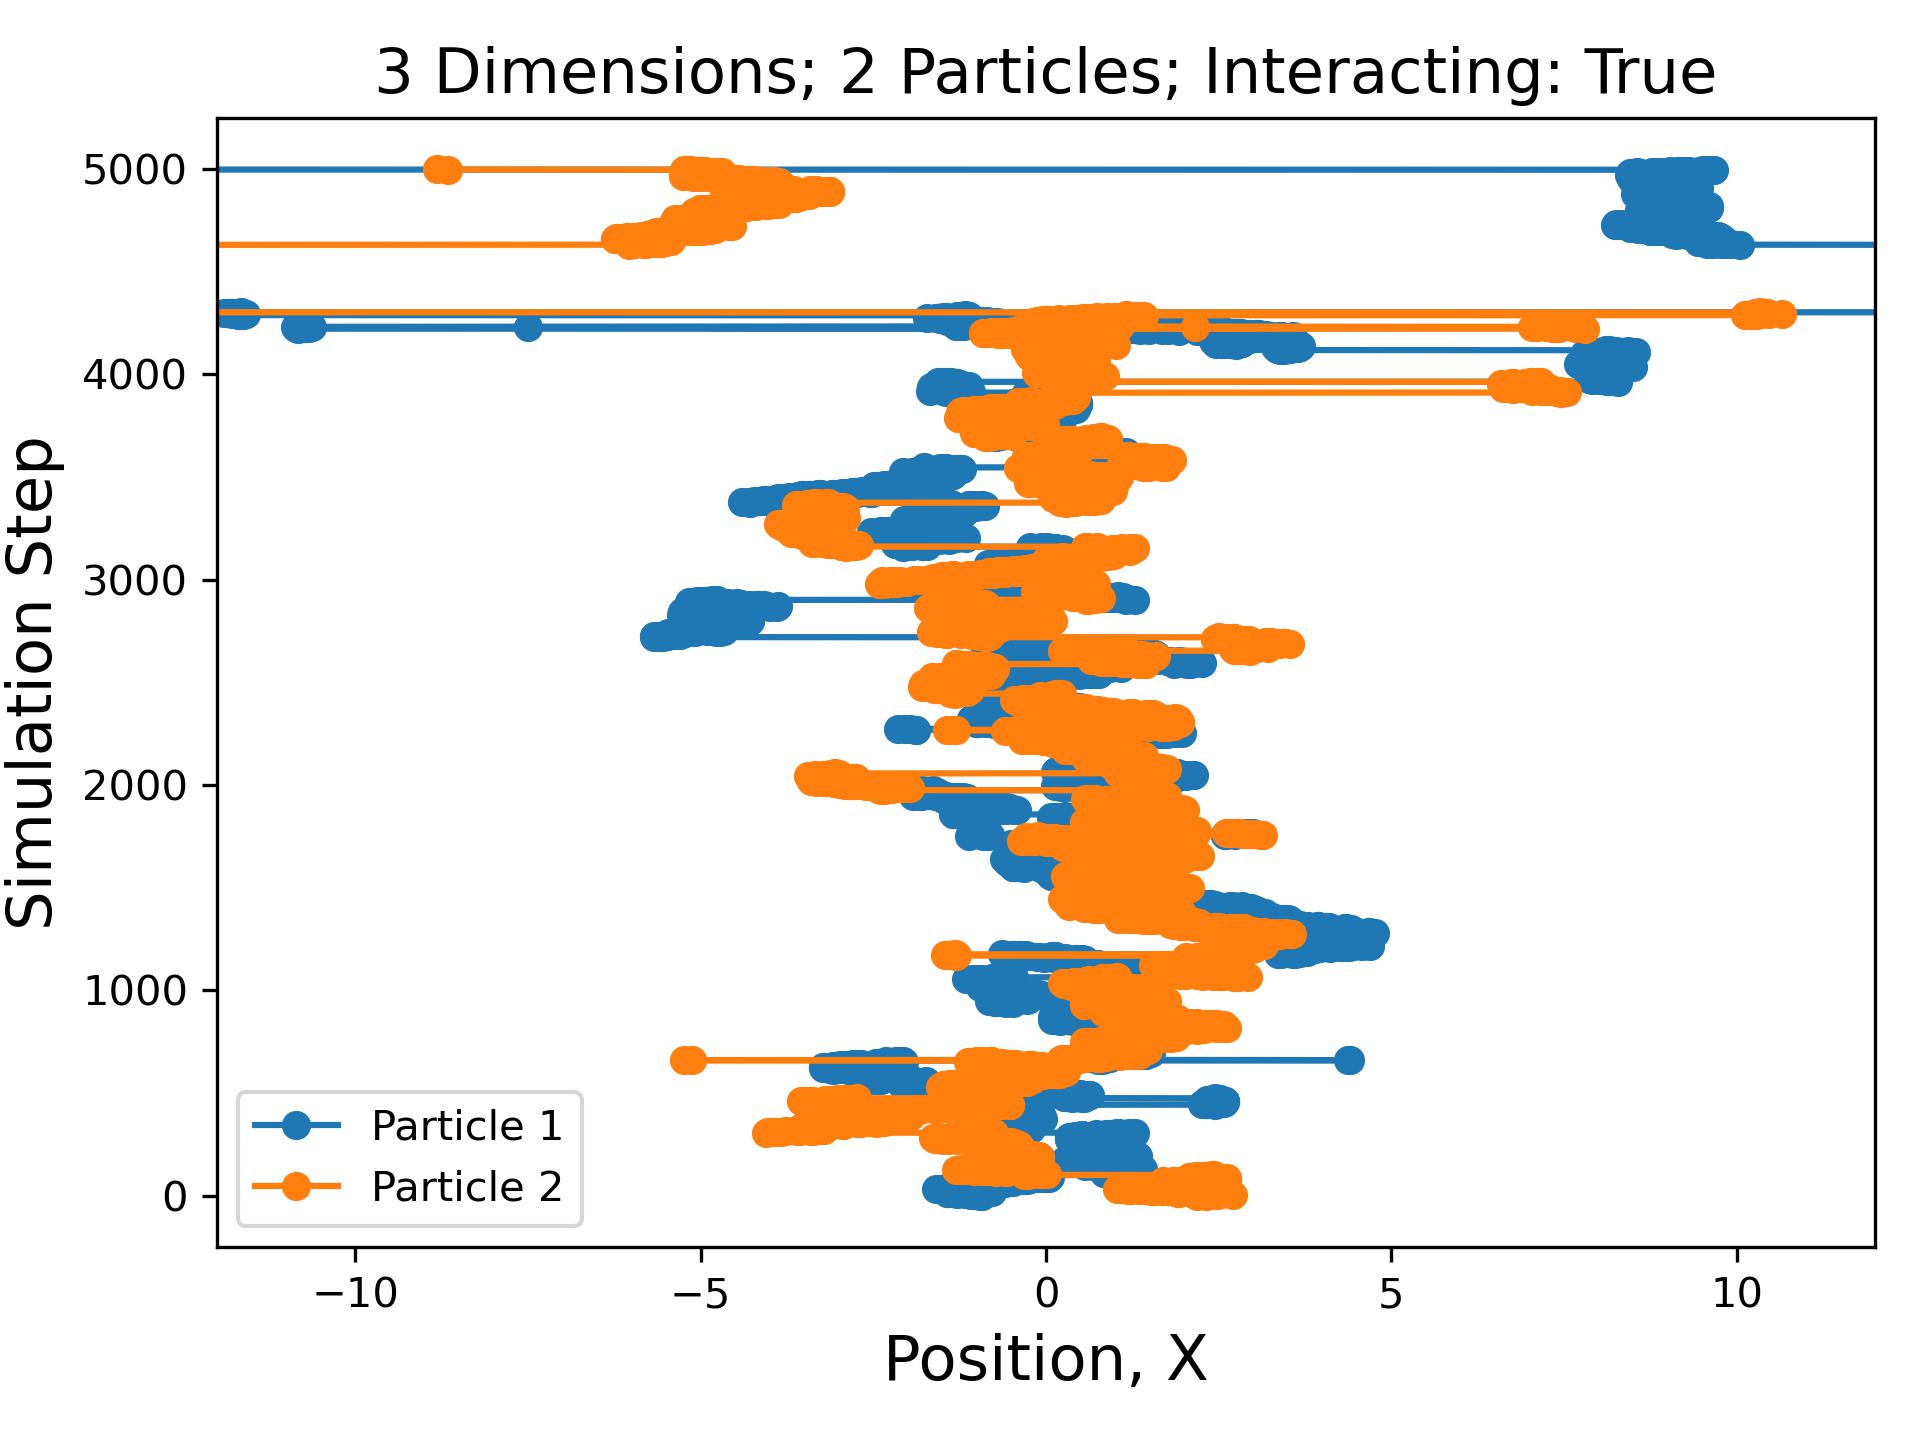 3 Dimensions; 2 Particles; Interacting: True
Simulation Step
5000
4000
3000
2000
1000
0
Particle 1
Particle 2
−10
−5
0
5
10
Position, X